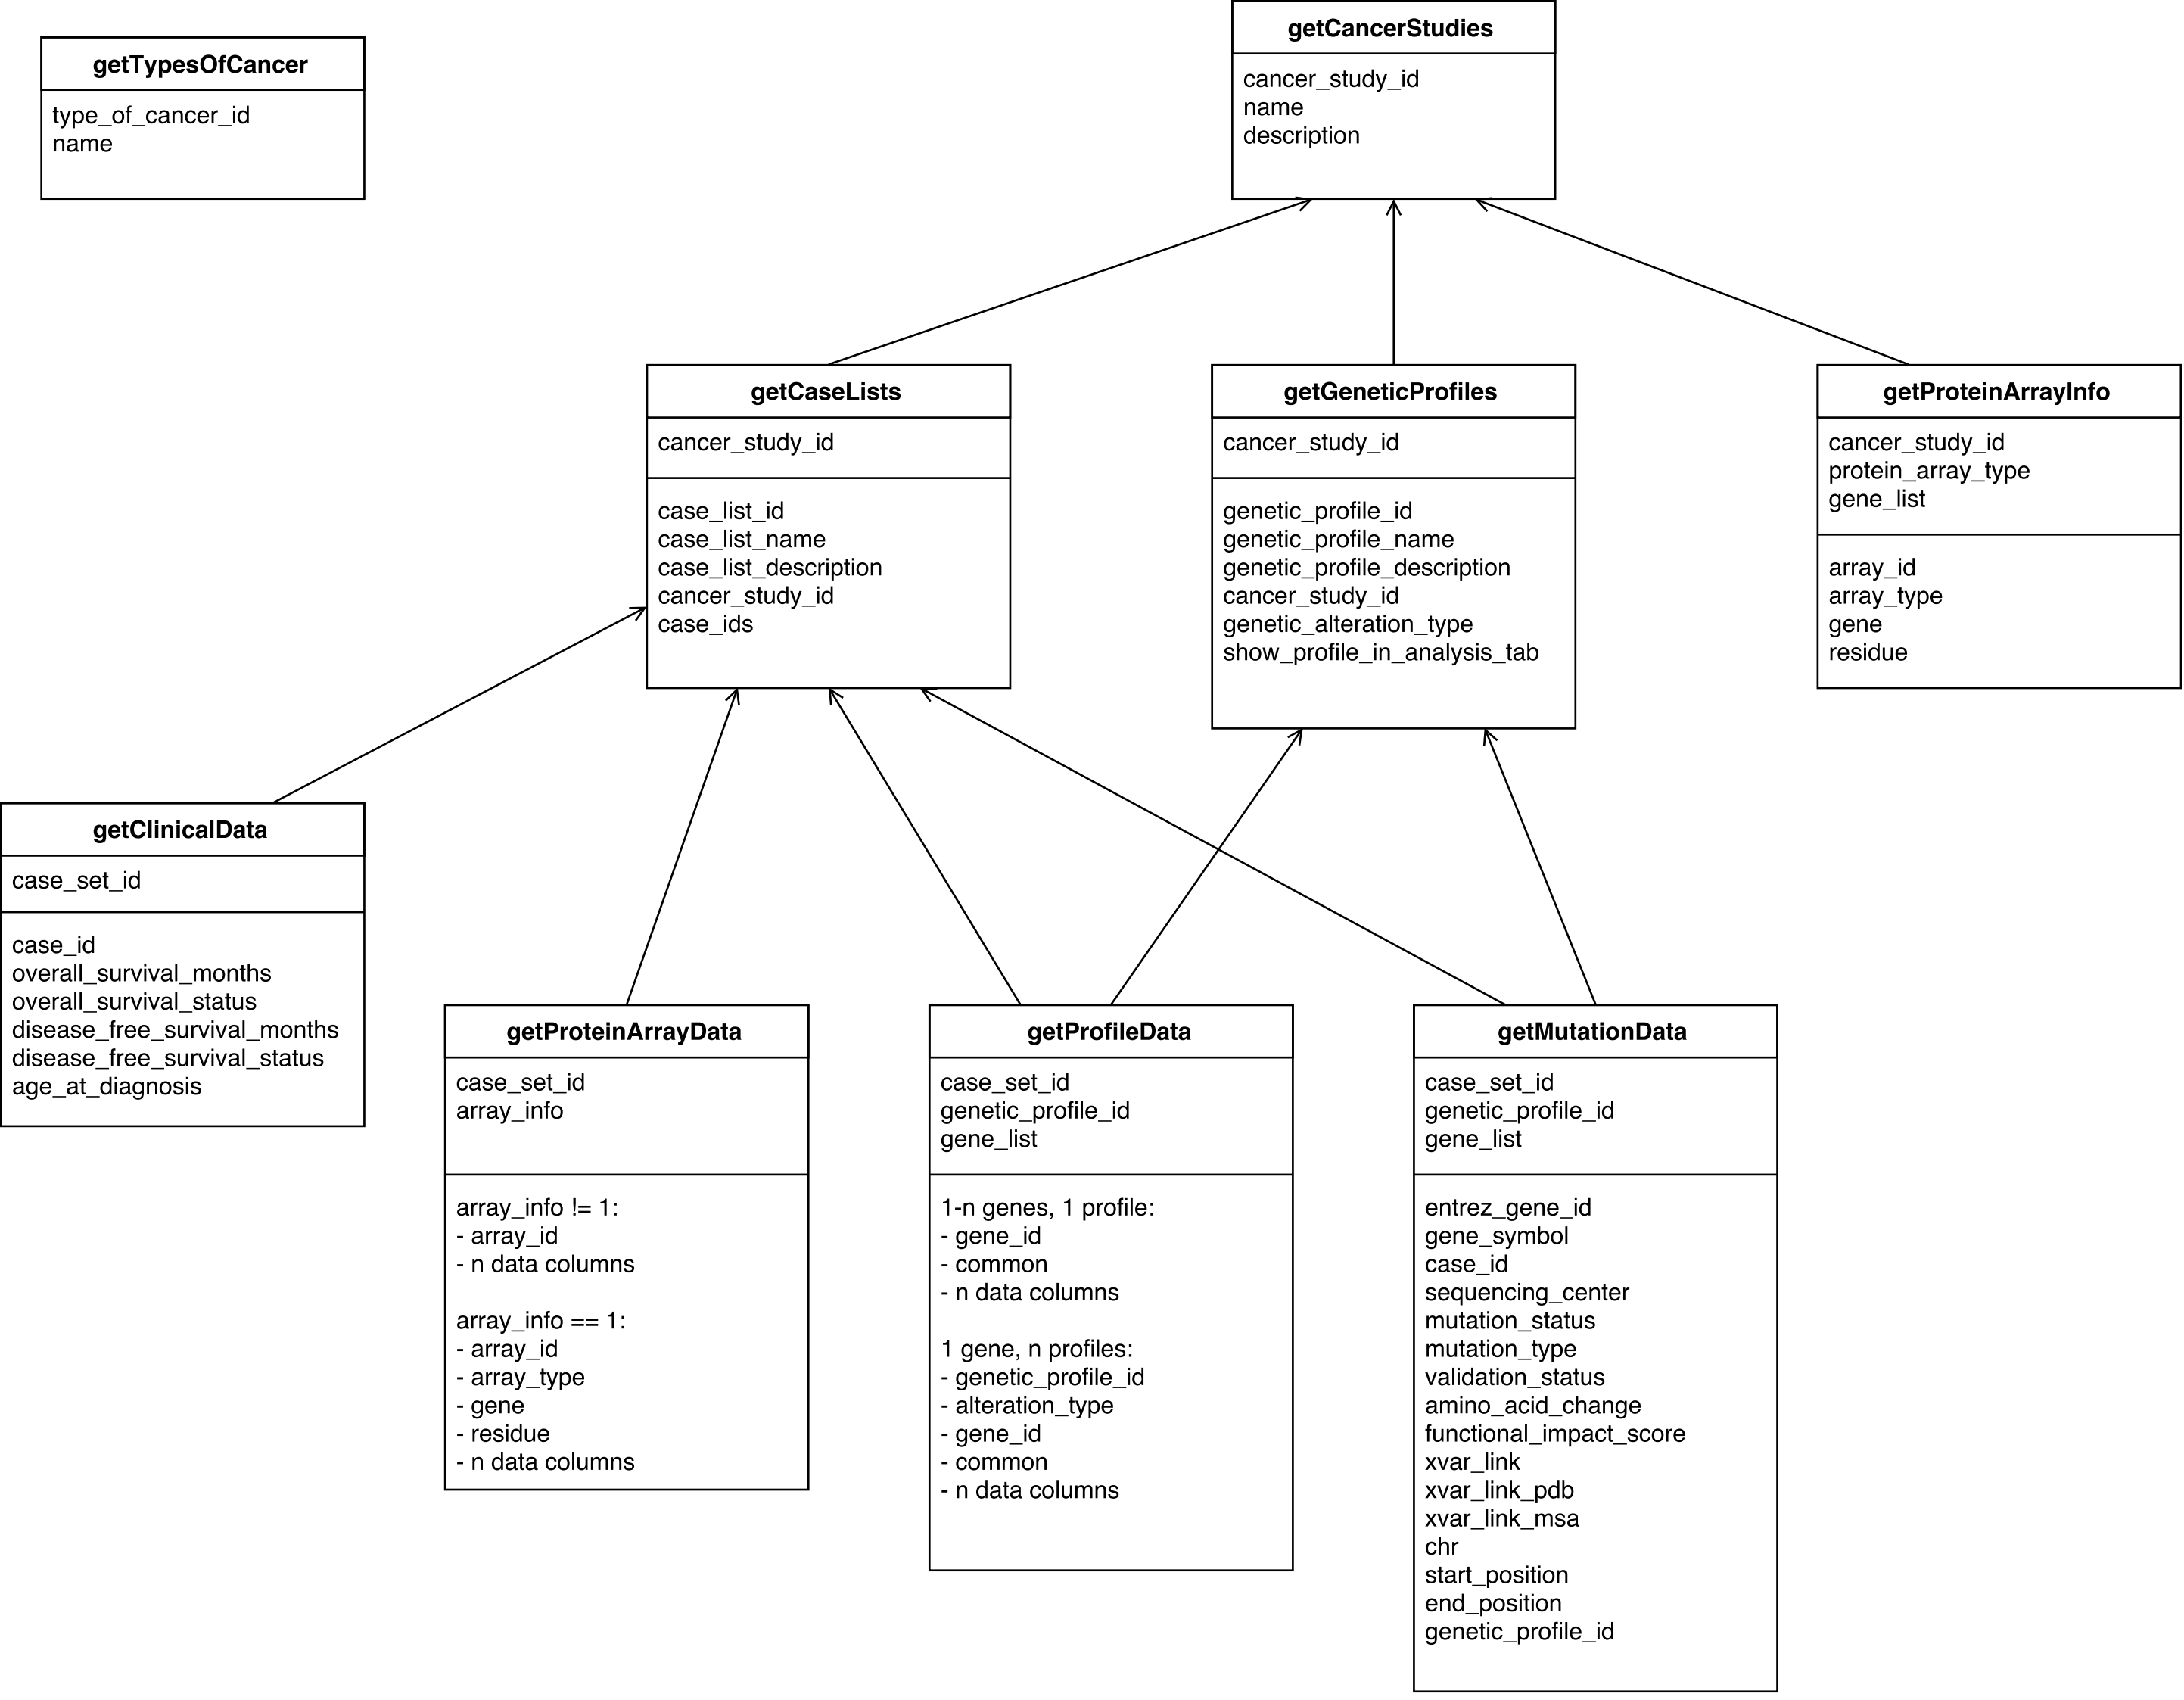 getTypesOfCancer
type_of_cancer_id
name
getCancerStudies
cancer_study_id
name
description
getCaseLists
cancer_study_id
case_list_id
case_list_name
case_list_description
cancer_study_id
case_ids
getGeneticProfiles
cancer_study_id
genetic_profile_id
genetic_profile_name
genetic_profile_description
cancer_study_id
genetic_alteration_type
show_profile_in_analysis_tab
getProteinArrayInfo
cancer_study_id
protein_array_type
gene_list
array_id
array_type
gene
residue
getClinicalData
case_set_id
case_id
overall_survival_months
overall_survival_status
disease_free_survival_months
disease_free_survival_status
age_at_diagnosis
getProteinArrayData
case_set_id
array_info
array_info != 1:
- array_id
- n data columns
array_info == 1:
- array_id
- array_type
- gene
- residue
- n data columns
getProfileData
case_set_id
genetic_profile_id
gene_list
1-n genes, 1 profile:
- gene_id
- common
- n data columns
1 gene, n profiles:
- genetic_profile_id
- alteration_type
- gene_id
- common
- n data columns
getMutationData
case_set_id
genetic_profile_id
gene_list
entrez_gene_id
gene_symbol
case_id
sequencing_center
mutation_status
mutation_type
validation_status
amino_acid_change
functional_impact_score
xvar_link
xvar_link_pdb
xvar_link_msa
chr
start_position
end_position
genetic_profile_id